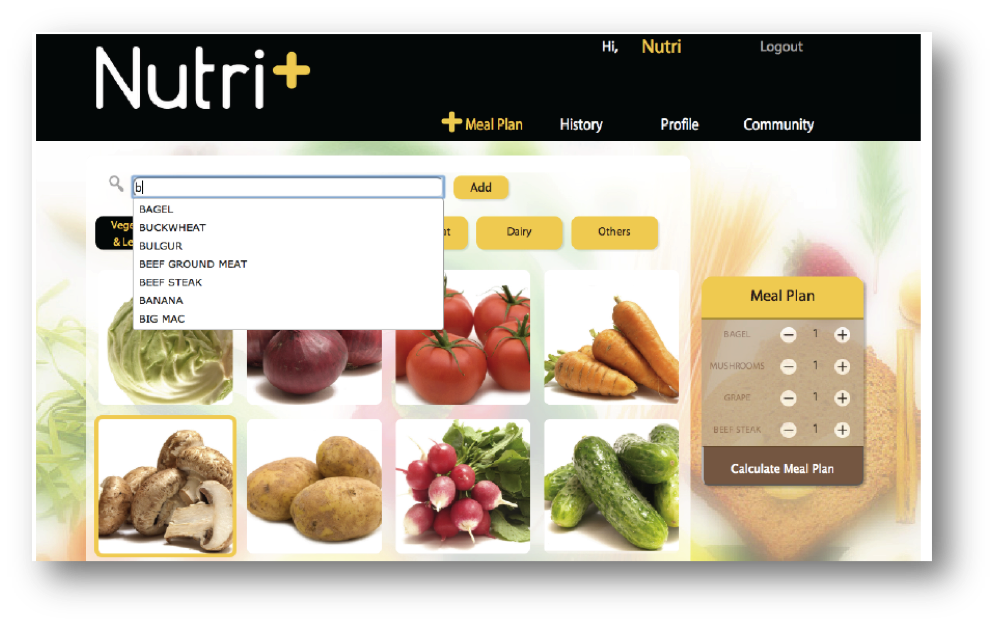 Nutri+
Hi, Nutri Logout
+ Meal Plan History Profile Community
b
Add
BAGEL
BUCKWHEAT
BULGUR
BEEF GROUND MEAT
BEEF STEAK
BANANA
BIG MAC
Vege
& Le
at
Dairy
Others
Meal Plan
BAGEL − 1 +
MUSHROOMS − 1 +
GRAPE − 1 +
BEEF STEAK − 1 +
Calculate Meal Plan